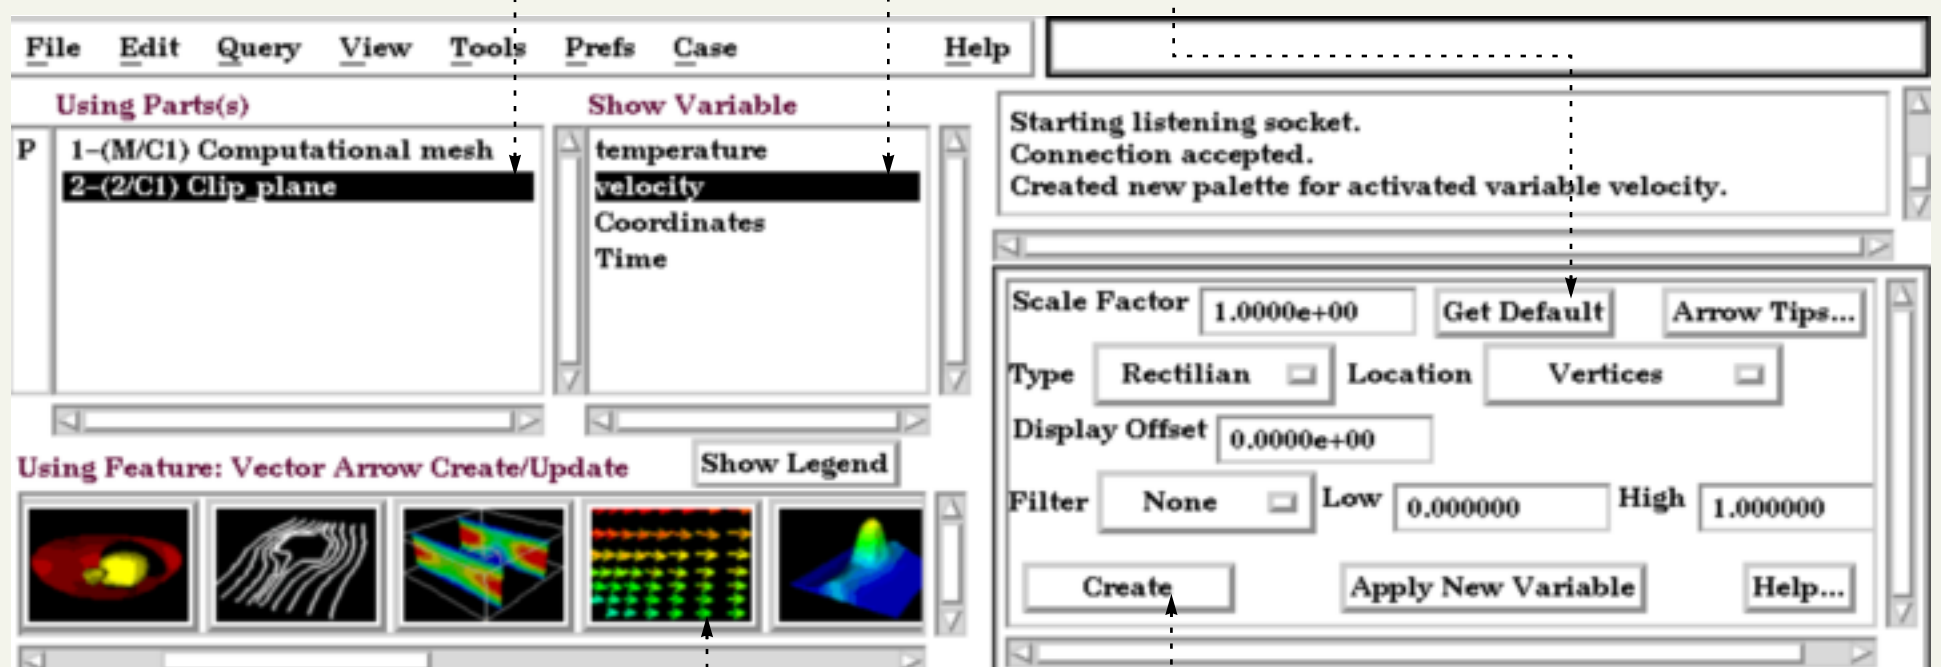 File Edit Query View Tools Prefs Case Help
Using Parts(s)
P
1-(M/C1) Computational mesh
2-(2/C1) Clip_plane
Show Variable
temperature
velocity
Coordinates
Time
Starting listening socket.
Connection accepted.
Created new palette for activated variable velocity.
Using Feature: Vector Arrow Create/Update
Show Legend
Scale Factor 1.0000e+00 Get Default Arrow Tips...
Type Rectilian Location Vertices
Display Offset 0.0000e+00
Filter None Low 0.000000 High 1.000000
Create Apply New Variable Help...